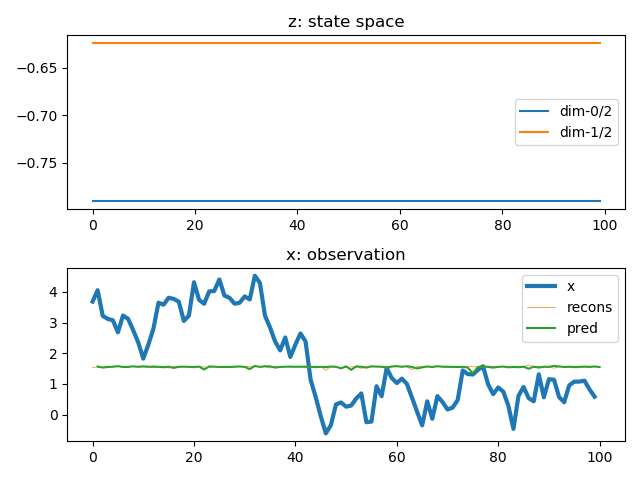 z: state space
−0.65
−0.70
−0.75
dim-0/2
dim-1/2
0 20 40 60 80 100
x: observation
4
3
2
1
0
x
recons
pred
0 20 40 60 80 100